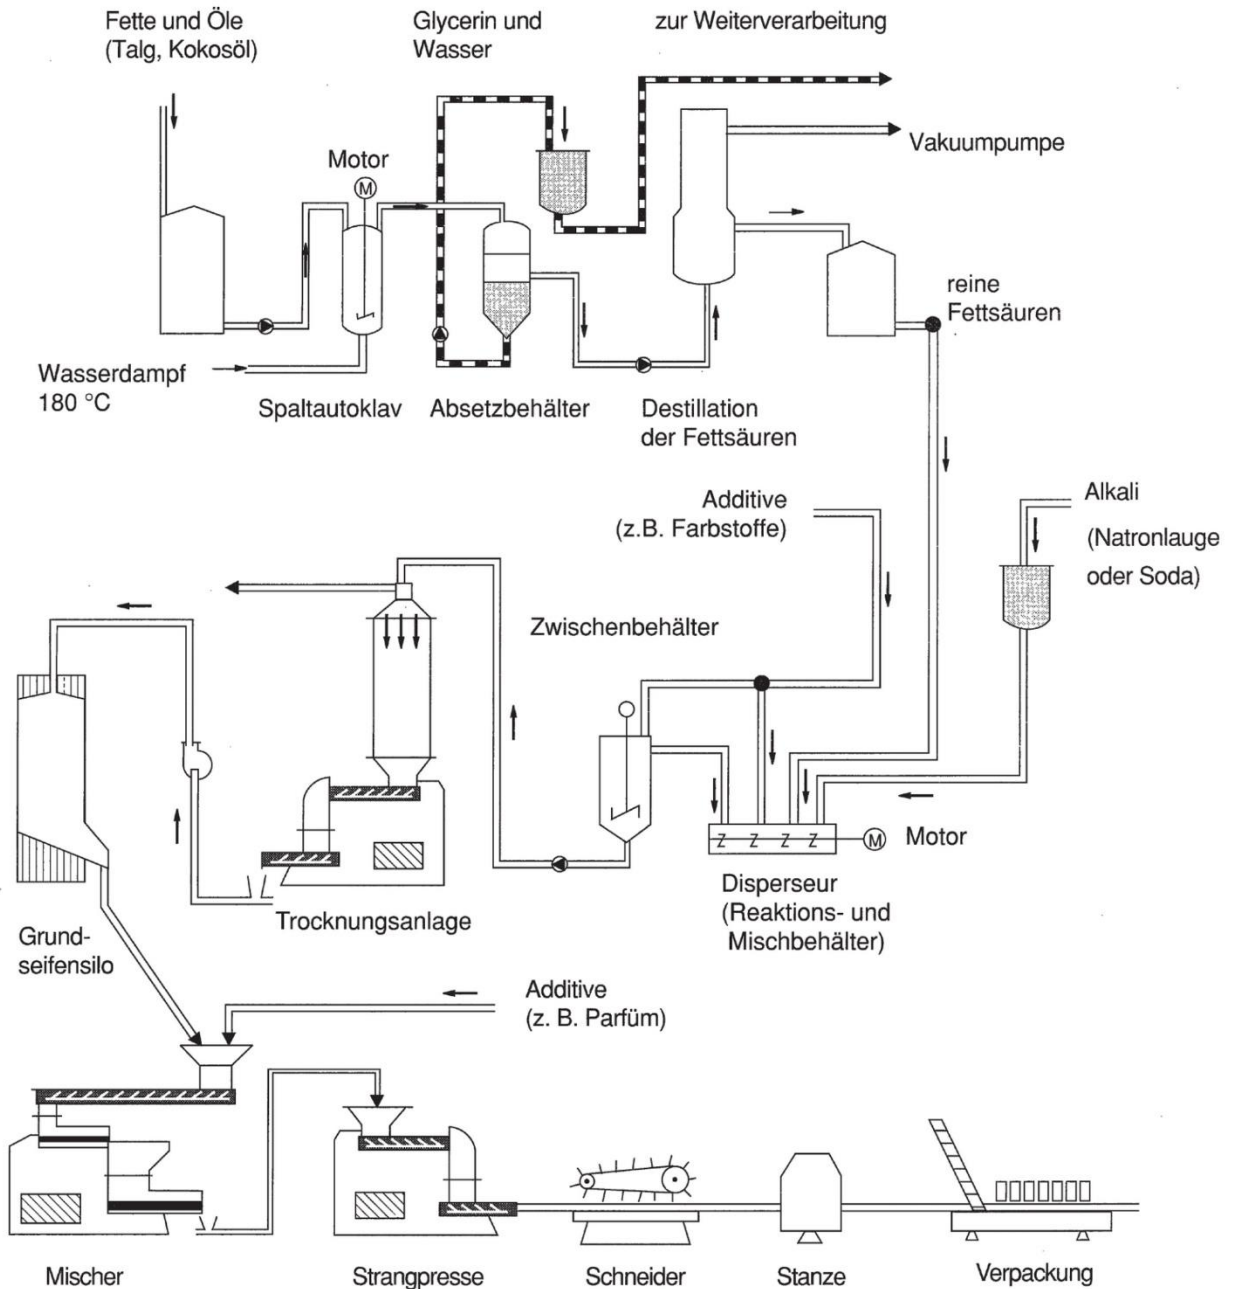 Fette und Öle
(Talg, Kokosöl)
Glycerin und
Wasser
zur Weiterverarbeitung
Vakuumpumpe
Motor
M
reine
Fettsäuren
Wasserdampf
180 °C
Spaltautoklav
Absetzbehälter
Destillation
der Fettsäuren
Additive
(z.B. Farbstoffe)
Alkali
(Natronlauge
oder Soda)
Zwischenbehälter
Z Z Z Z
M
Motor
Disperseur
(Reaktions- und
Mischbehälter)
Trocknungsanlage
Grund-
seifensilo
Additive
(z. B. Parfüm)
Mischer
Strangpresse
Schneider
Stanze
Verpackung